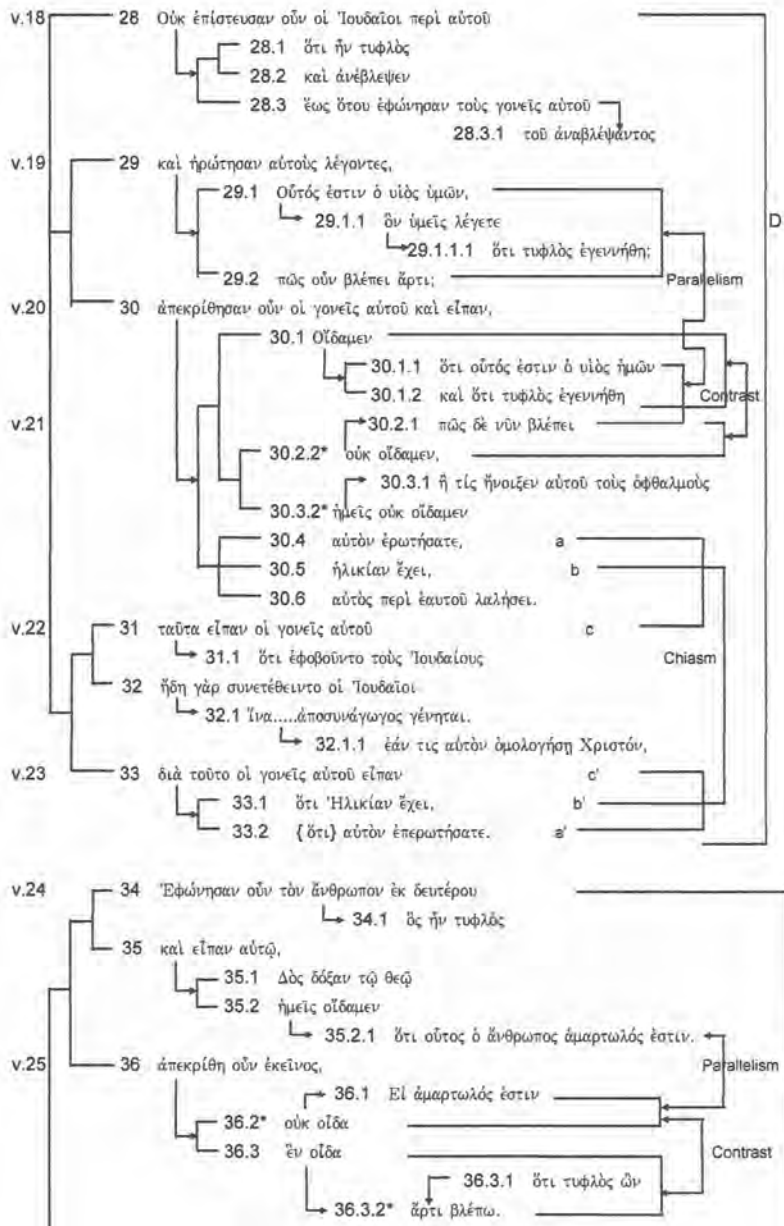 v.18 28 Οὐκ ἐπίστευσαν οὖν οἱ Ἰουδαῖοι περὶ αὐτοῦ
28.1 ὅτι ἦν τυφλὸς
28.2 καὶ ἀνέβλεψεν
28.3 ἕως ὅτου ἐφώνησαν τοὺς γονεῖς αὐτοῦ
28.3.1 τοῦ ἀναβλέψαντος
v.19 29 καὶ ἠρώτησαν αὐτοὺς λέγοντες,
29.1 Οὗτός ἐστιν ὁ υἱὸς ὑμῶν,
D
29.1.1 ὃν ὑμεῖς λέγετε
29.1.1.1 ὅτι τυφλὸς ἐγεννήθη;
29.2 πῶς οὖν βλέπει ἄρτι; Parallelism
v.20 30 ἀπεκρίθησαν οὖν οἱ γονεῖς αὐτοῦ καὶ εἶπαν,
30.1 Οἴδαμεν
30.1.1 ὅτι οὗτός ἐστιν ὁ υἱὸς ἡμῶν
30.1.2 καὶ ὅτι τυφλὸς ἐγεννήθη Contrast
v.21 30.2.1 πῶς δὲ νῦν βλέπει
30.2.2* οὐκ οἴδαμεν,
30.3.1 ἢ τίς ἤνοιξεν αὐτοῦ τοὺς ὀφθαλμοὺς
30.3.2* ἡμεῖς οὐκ οἴδαμεν
30.4 αὐτὸν ἐρωτήσατε, a
30.5 ἡλικίαν ἔχει, b
30.6 αὐτὸς περὶ ἑαυτοῦ λαλήσει.
v.22 31 ταῦτα εἶπαν οἱ γονεῖς αὐτοῦ c
31.1 ὅτι ἐφοβοῦντο τοὺς Ἰουδαίους Chiasm
32 ἤδη γὰρ συνετέθειντο οἱ Ἰουδαῖοι
32.1 ἵνα.....ἀποσυνάγωγος γένηται.
32.1.1 ἐάν τις αὐτὸν ὁμολογήσῃ Χριστόν,
v.23 33 διὰ τοῦτο οἱ γονεῖς αὐτοῦ εἶπαν c'
33.1 ὅτι Ἡλικίαν ἔχει, b'
33.2 {ὅτι} αὐτὸν ἐπερωτήσατε. a'
v.24 34 Ἐφώνησαν οὖν τὸν ἄνθρωπον ἐκ δευτέρου
34.1 ὃς ἦν τυφλὸς
35 καὶ εἶπαν αὐτῷ,
35.1 Δὸς δόξαν τῷ θεῷ
35.2 ἡμεῖς οἴδαμεν
35.2.1 ὅτι οὗτος ὁ ἄνθρωπος ἁμαρτωλός ἐστιν.
v.25 36 ἀπεκρίθη οὖν ἐκεῖνος, Parallelism
36.1 Εἰ ἁμαρτωλός ἐστιν
36.2* οὐκ οἶδα
36.3 ἓν οἶδα Contrast
36.3.1 ὅτι τυφλὸς ὢν
36.3.2* ἄρτι βλέπω.